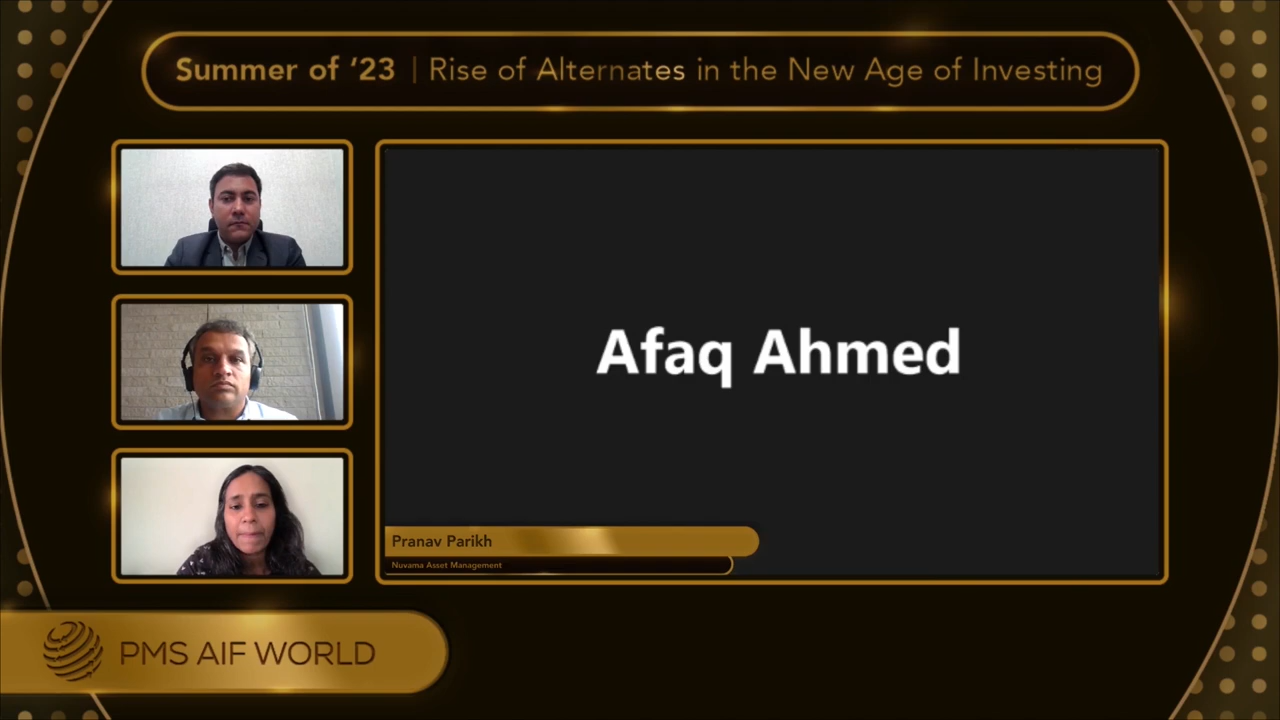 Summer of ‘23 | Rise of Alternates in the New Age of Investing
Afaq Ahmed
Pranav Parikh
Nuvama Asset Management
PMS AIF WORLD